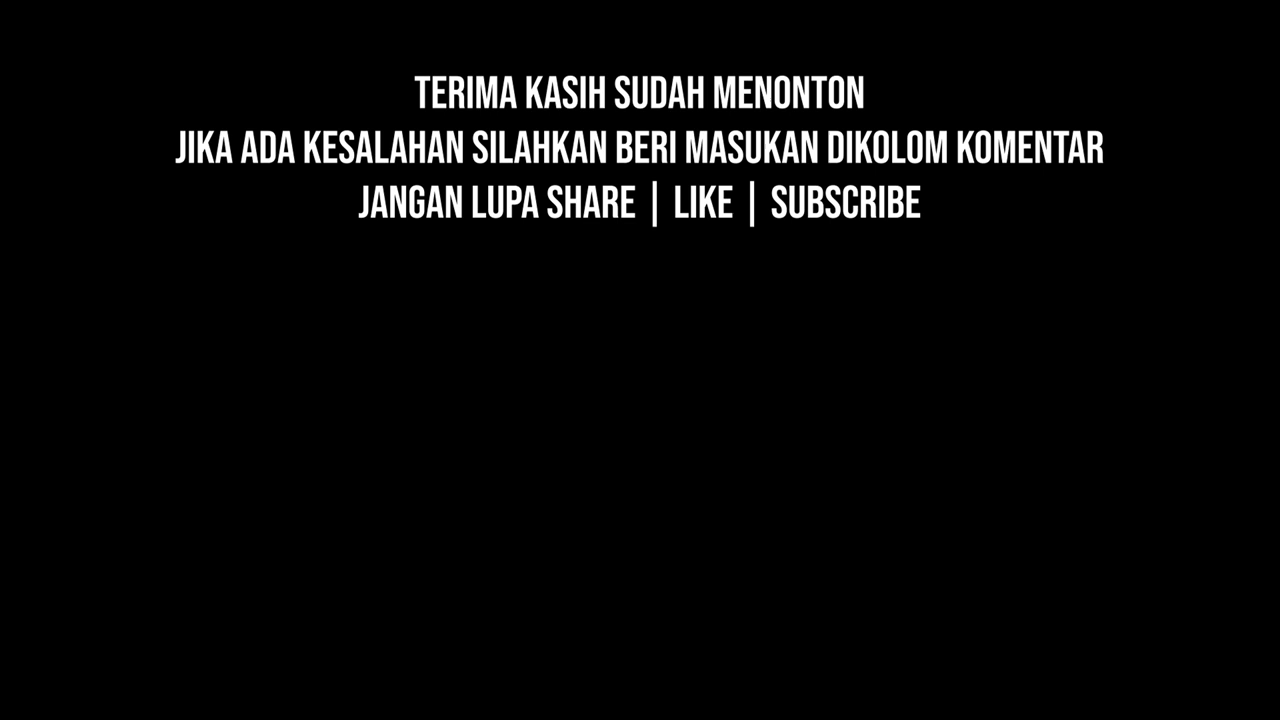 TERIMA KASIH SUDAH MENONTON
JIKA ADA KESALAHAN SILAHKAN BERI MASUKAN DIKOLOM KOMENTAR
JANGAN LUPA SHARE | LIKE | SUBSCRIBE